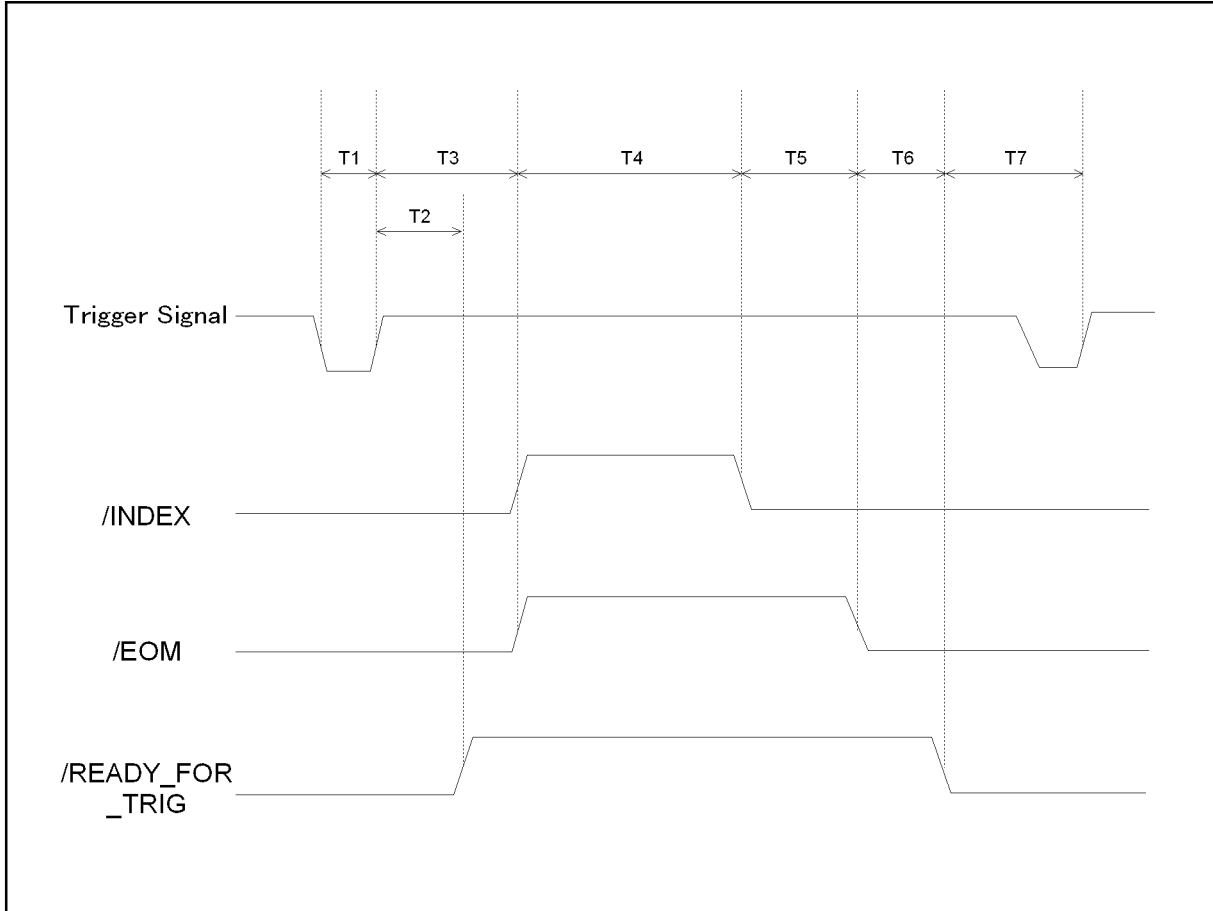 T1
T3
T4
T5
T6
T7
T2
Trigger Signal
/INDEX
/EOM
/READY_FOR
_TRIG